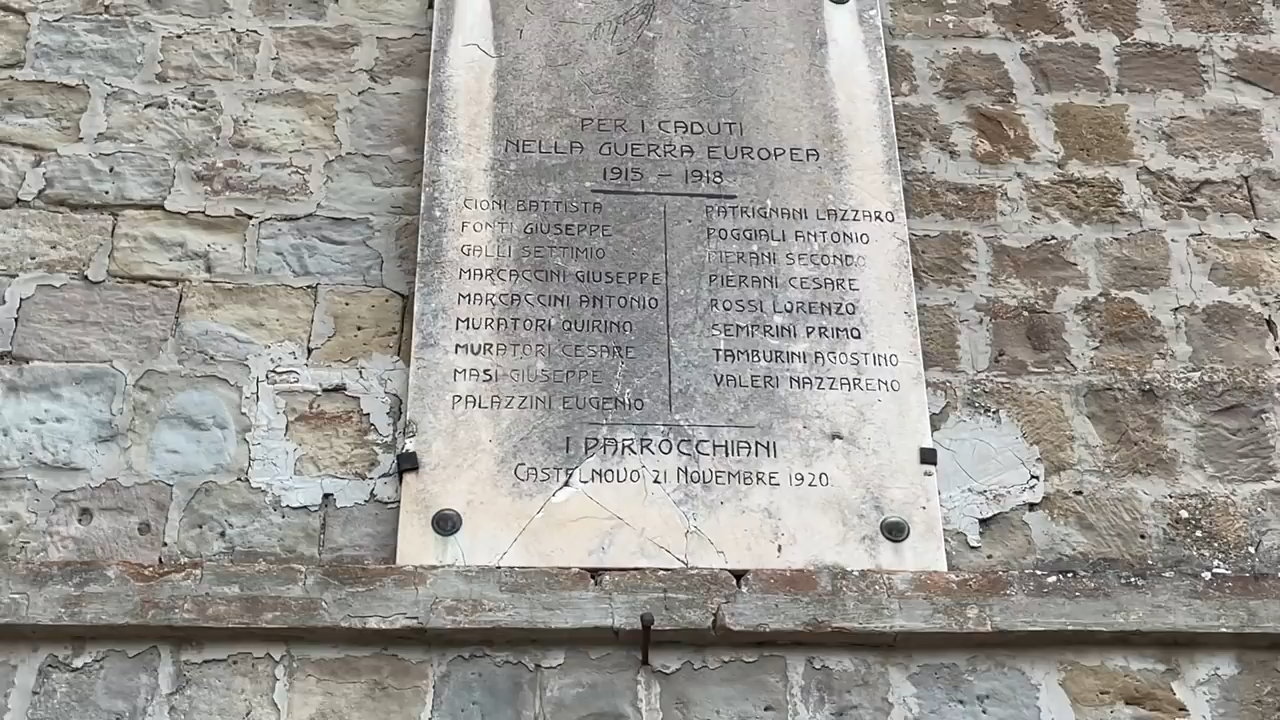 PER I CADUTI
NELLA GUERRA EUROPEA
1915 – 1918
CIONI BATTISTA
FONTI GIUSEPPE
GALLI SETTIMIO
MARCACCINI GIUSEPPE
MARCACCINI ANTONIO
MURATORI QUIRINO
MURATORI CESARE
MASI GIUSEPPE
PALAZZINI EUGENIO
PATRIGNANI LAZZARO
POGGIALI ANTONIO
PIERANI SECONDO
PIERANI CESARE
ROSSI LORENZO
SEMPRINI PRIMO
TAMBURINI AGOSTINO
VALERI NAZZARENO
I PARROCCHIANI
CASTELNOVO 21 NOVEMBRE 1920.